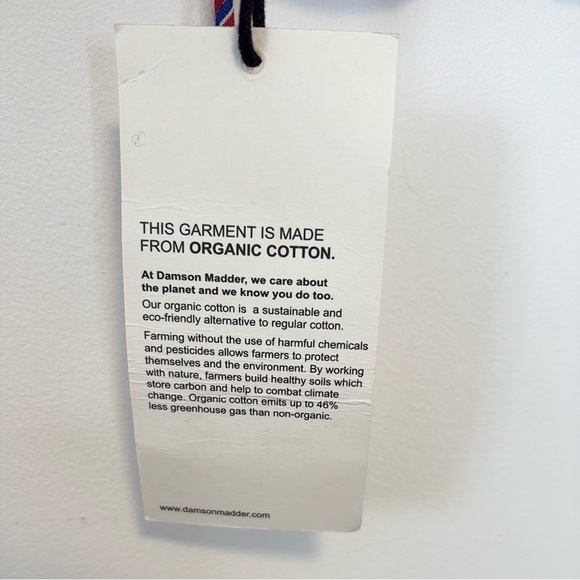 THIS GARMENT IS MADE
FROM ORGANIC COTTON.
At Damson Madder, we care about
the planet and we know you do too.
Our organic cotton is a sustainable and
eco-friendly alternative to regular cotton.
Farming without the use of harmful chemicals
and pesticides allows farmers to protect
themselves and the environment. By working
with nature, farmers build healthy soils which
store carbon and help to combat climate
change. Organic cotton emits up to 46%
less greenhouse gas than non-organic.
www.damsonmadder.com